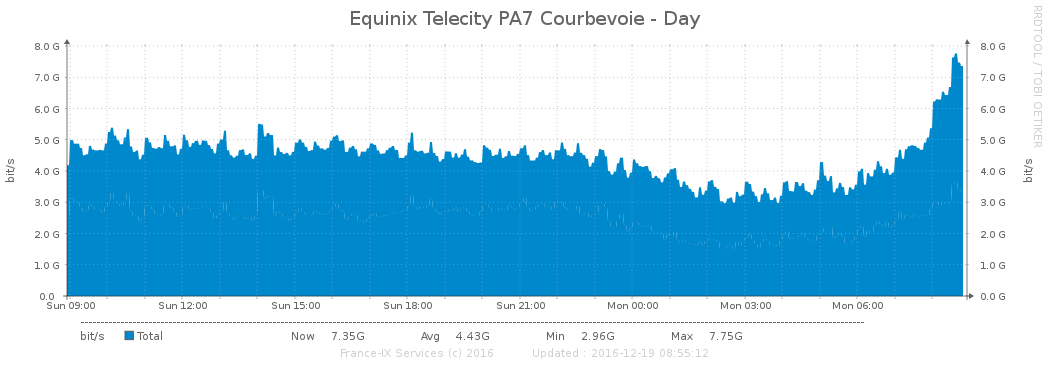 Equinix Telecity PA7 Courbevoie - Day
RRDTOOL / TOBI OETIKER
8.0 G 8.0 G
7.0 G 7.0 G
6.0 G 6.0 G
5.0 G 5.0 G
4.0 G 4.0 G
3.0 G 3.0 G
2.0 G 2.0 G
1.0 G 1.0 G
0.0 0.0 G
bit/s
bit/s
Sun 09:00 Sun 12:00 Sun 15:00 Sun 18:00 Sun 21:00 Mon 00:00 Mon 03:00 Mon 06:00
bit/s Total Now 7.35G Avg 4.43G Min 2.96G Max 7.75G
France-IX Services (c) 2016 Updated : 2016-12-19 08:55:12